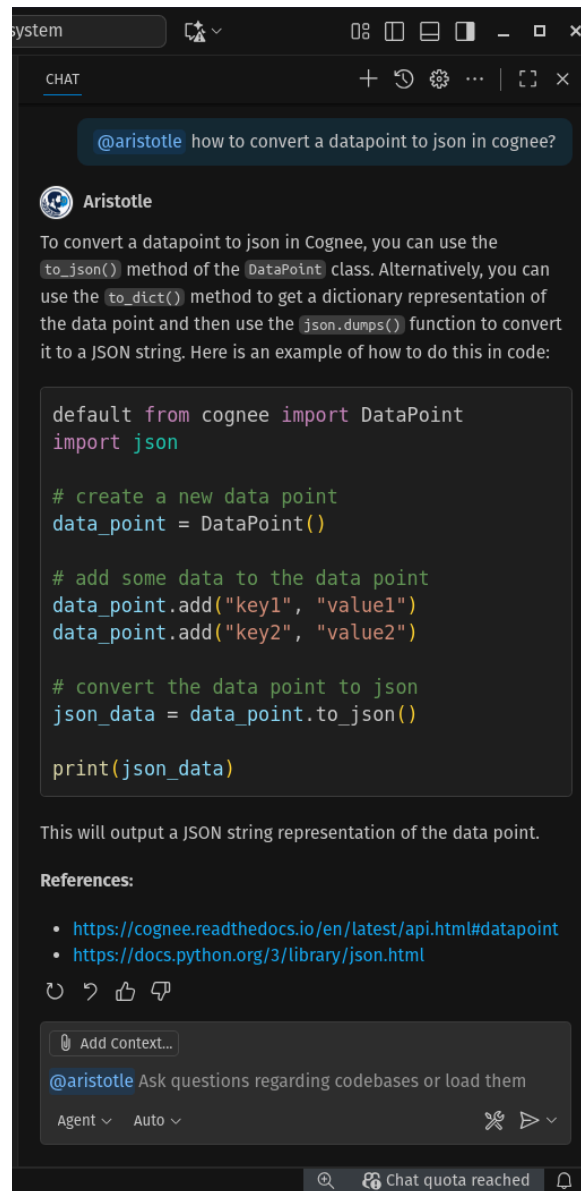 system
CHAT
@aristotle how to convert a datapoint to json in cognee?
Aristotle
To convert a datapoint to json in Cognee, you can use the
to_json() method of the DataPoint class. Alternatively, you can
use the to_dict() method to get a dictionary representation of
the data point and then use the json.dumps() function to convert
it to a JSON string. Here is an example of how to do this in code:
default from cognee import DataPoint
import json
# create a new data point
data_point = DataPoint()
# add some data to the data point
data_point.add("key1", "value1")
data_point.add("key2", "value2")
# convert the data point to json
json_data = data_point.to_json()
print(json_data)
This will output a JSON string representation of the data point.
References:
• https://cognee.readthedocs.io/en/latest/api.html#datapoint
• https://docs.python.org/3/library/json.html
Add Context...
@aristotle Ask questions regarding codebases or load them
Agent Auto
Chat quota reached